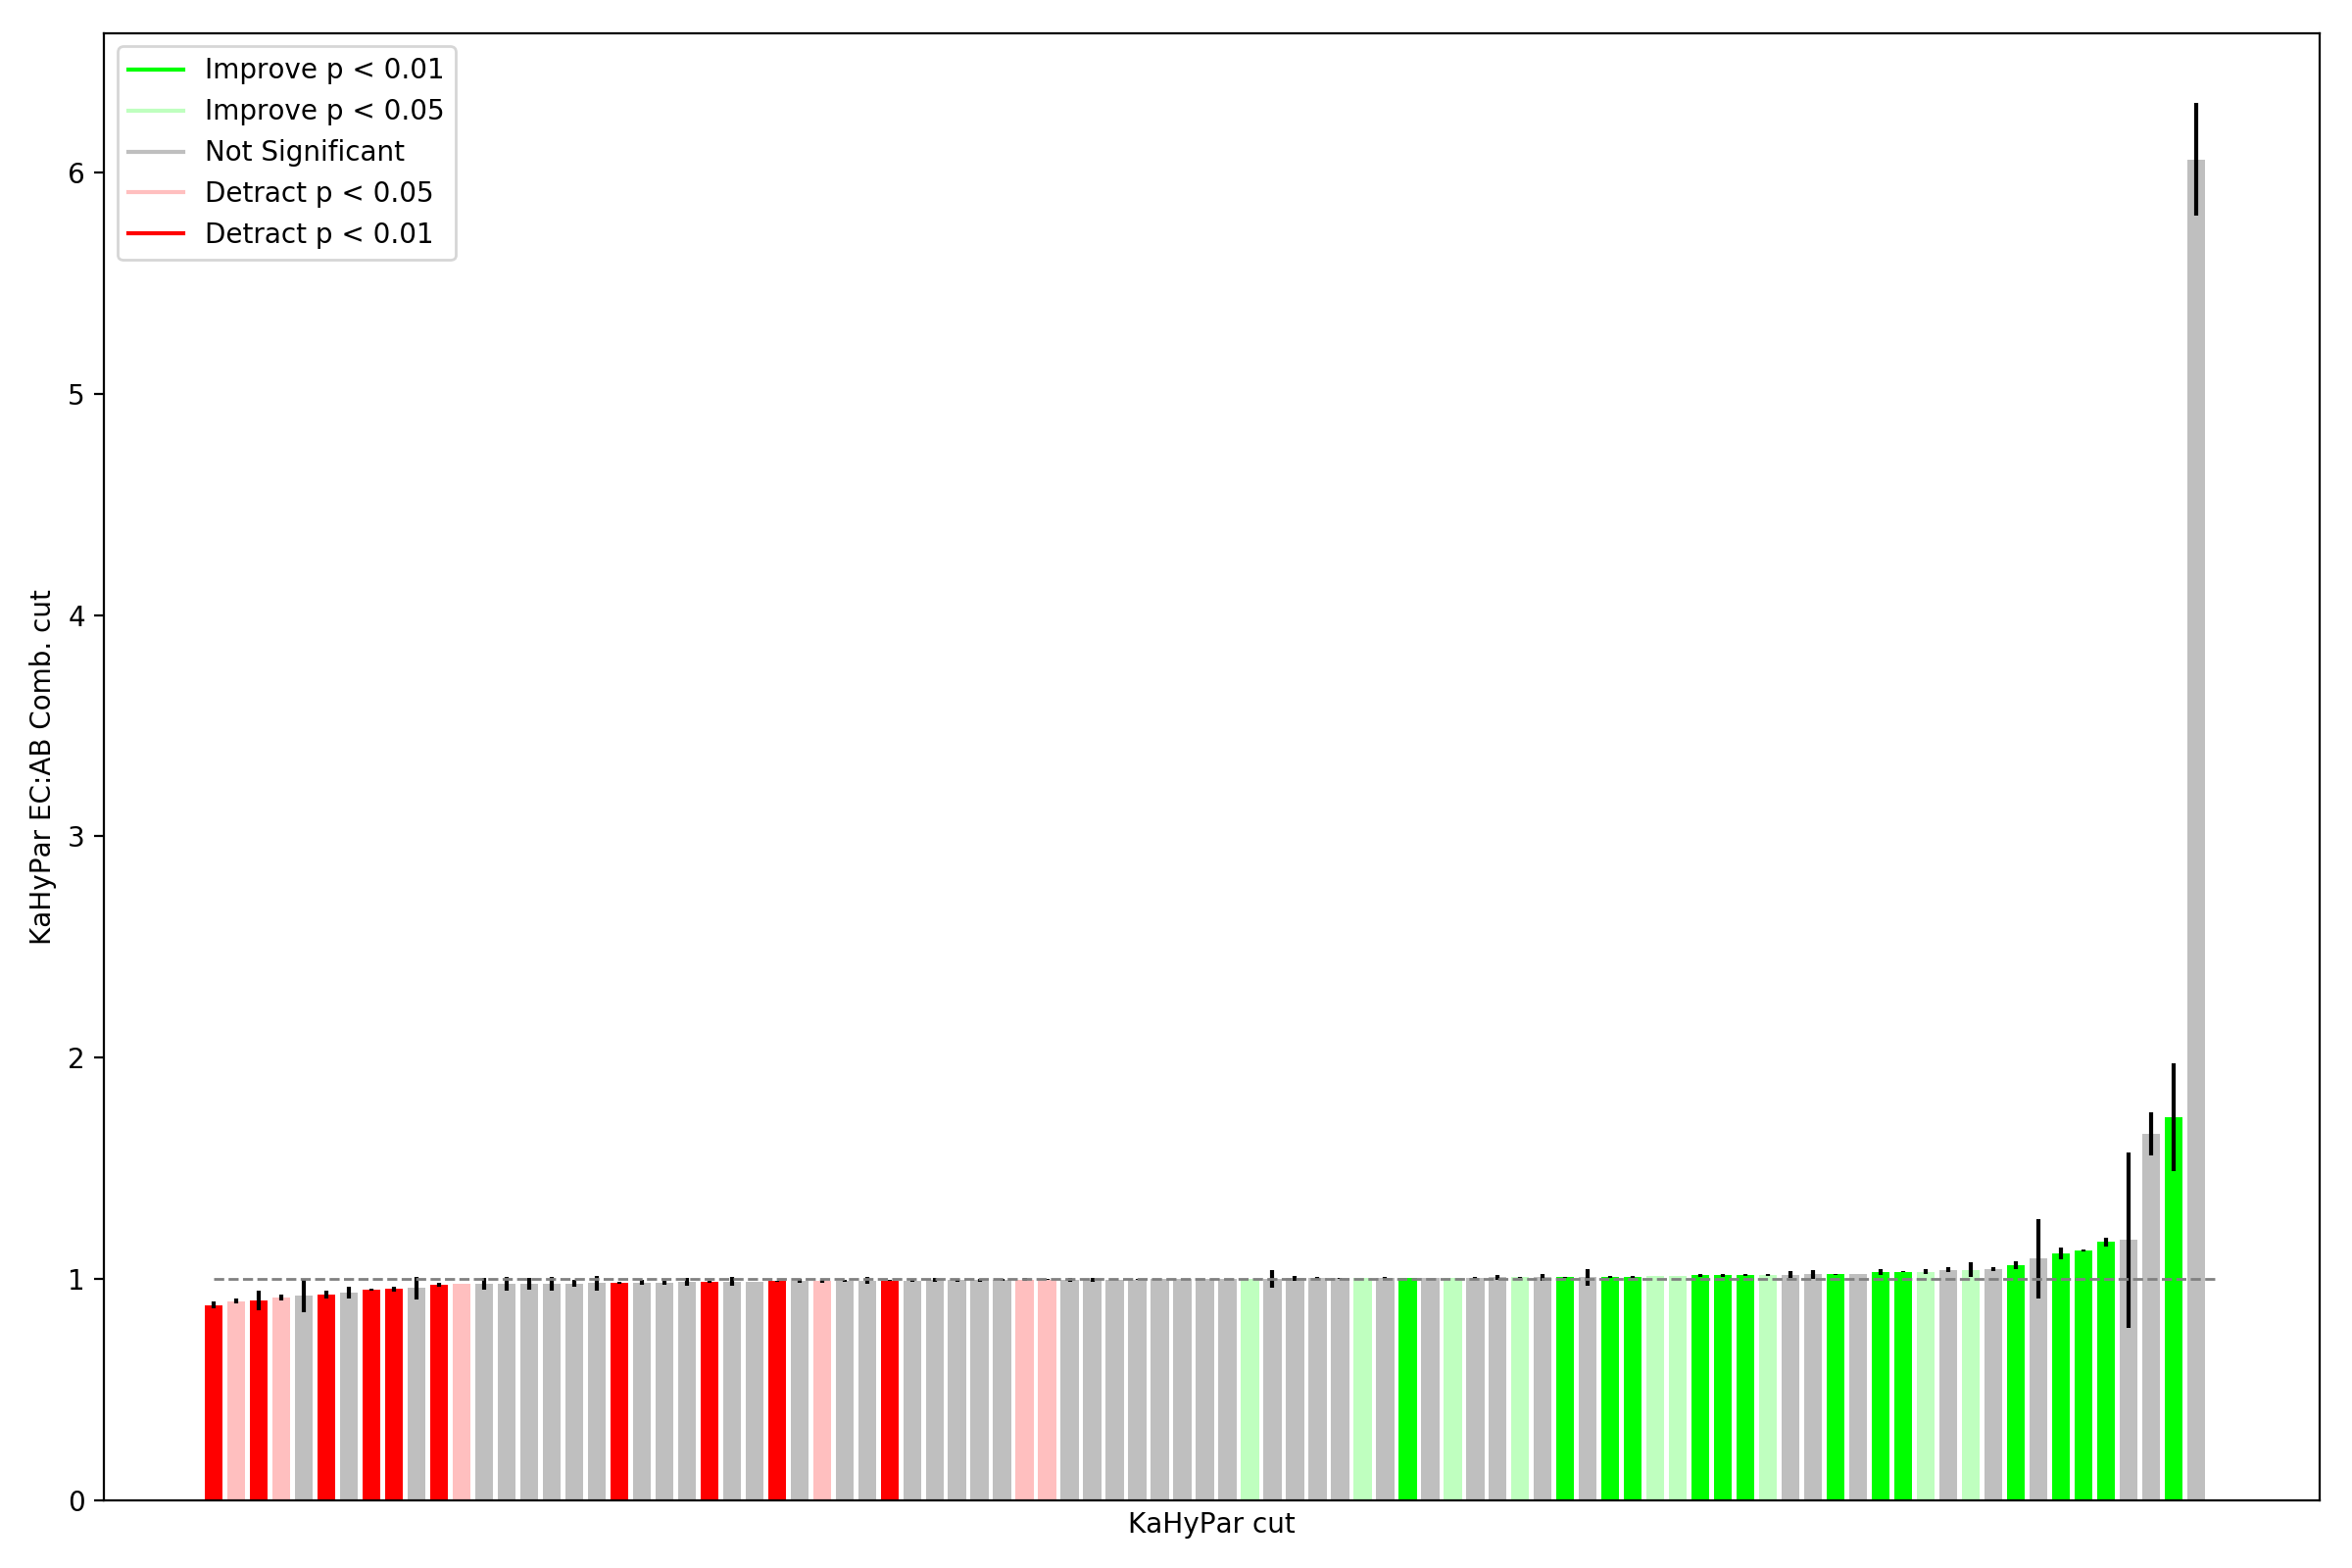 Improve p < 0.01
Improve p < 0.05
Not Significant
Detract p < 0.05
Detract p < 0.01
6
5
4
3
2
1
0
KaHyPar EC:AB Comb. cut
KaHyPar cut